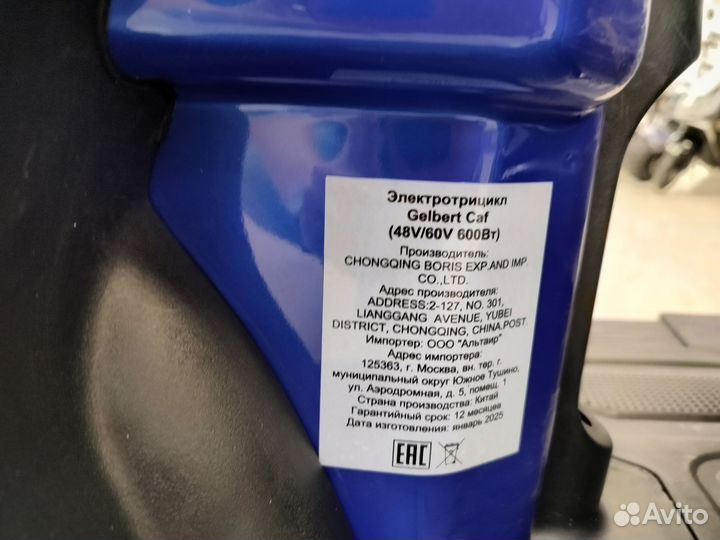 Электротрицикл
Gelbert Caf
(48V/60V 600Вт)
Производитель:
CHONGQING BORIS EXP.AND IMP.
CO.,LTD.
Адрес производителя:
ADDRESS:2-127, NO. 301,
LIANGGANG AVENUE, YUBEI
DISTRICT, CHONGQING, CHINA.POST
Импортер: ООО "Альтаир"
Адрес импортера:
125363, г. Москва, вн. тер. г.
муниципальный округ Южное Тушино,
ул. Аэродромная, д. 5, помещ. 1
Страна производства: Китай
Гарантийный срок: 12 месяцев
Дата изготовления: январь 2025
EAC
Avito